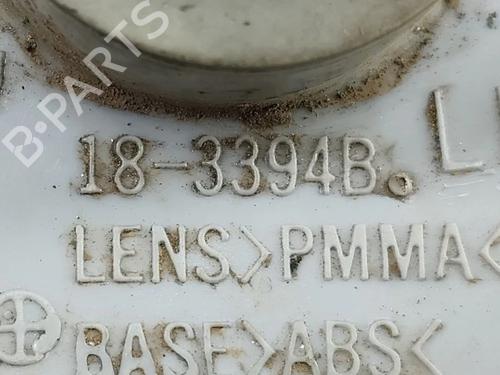 B-PARTS
18-3394B. L
LENS>PMMA<
BASE>ABS<